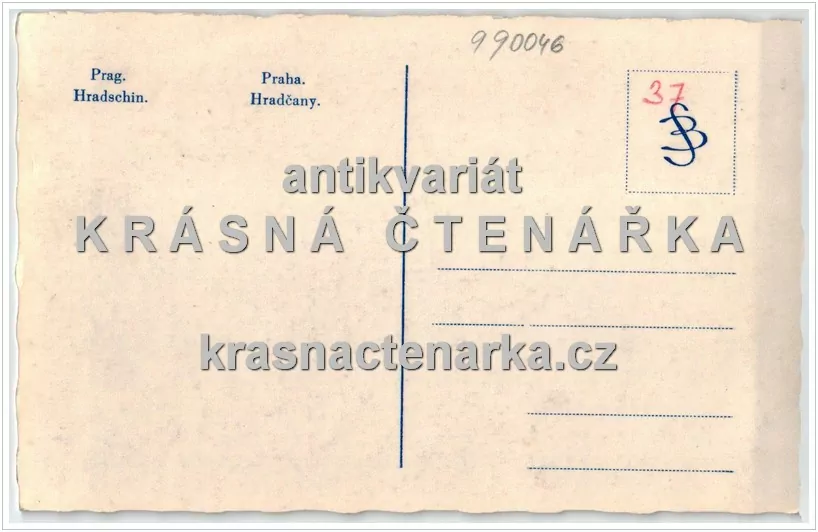 990046
Prag. Praha.
Hradschin. Hradčany.
37
antikvariát
KRÁSNÁ ČTENÁŘKA
krasnactenarka.cz